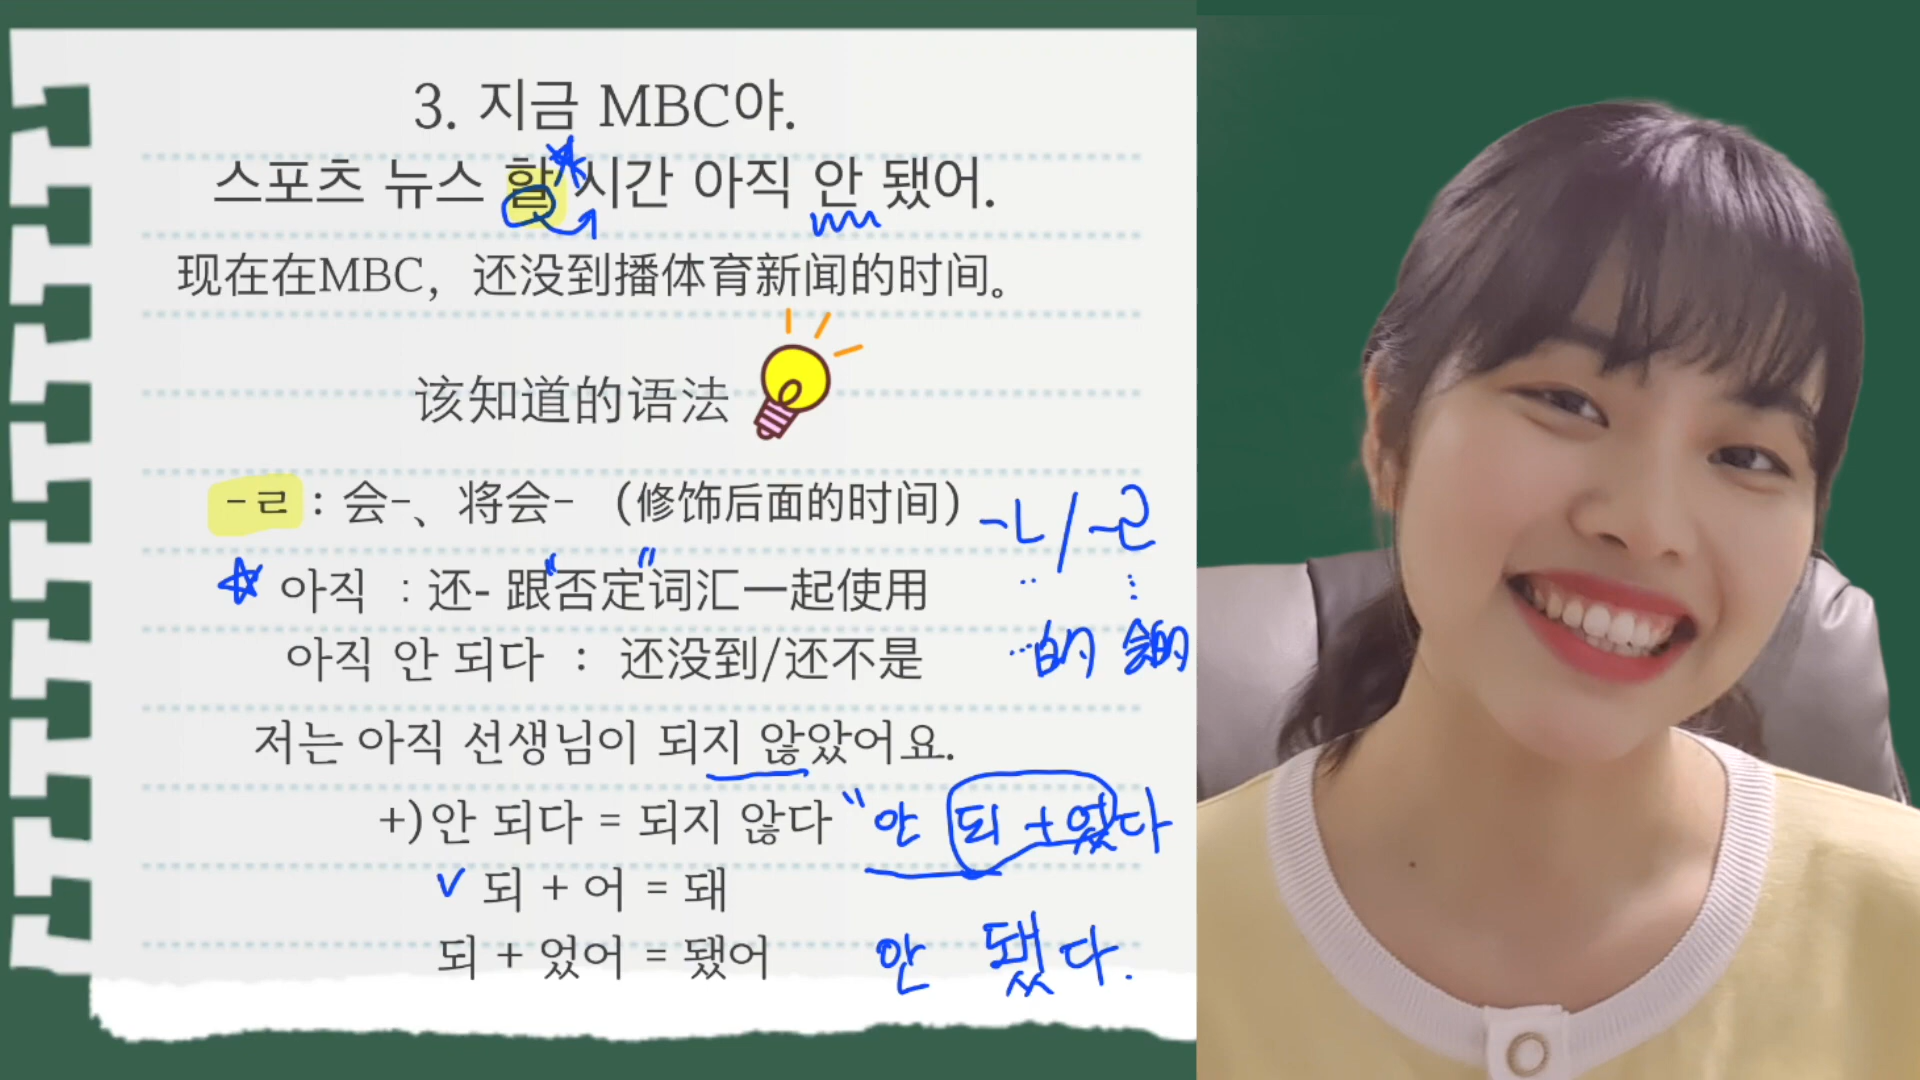 3. 지금 MBC야.
스포츠 뉴스 할 시간 아직 안 됐어.
现在在MBC，还没到播体育新闻的时间。
该知道的语法
-ㄹ : 会-、将会- （修饰后面的时间）
-ㄴ / -ㄹ
的 会的
아직 : 还- 跟"否定"词汇一起使用
아직 안 되다 : 还没到/还不是
저는 아직 선생님이 되지 않았어요.
+)안 되다 = 되지 않다
안 되 + 었다
되 + 어 = 돼
되 + 었어 = 됐어
안 됐다.